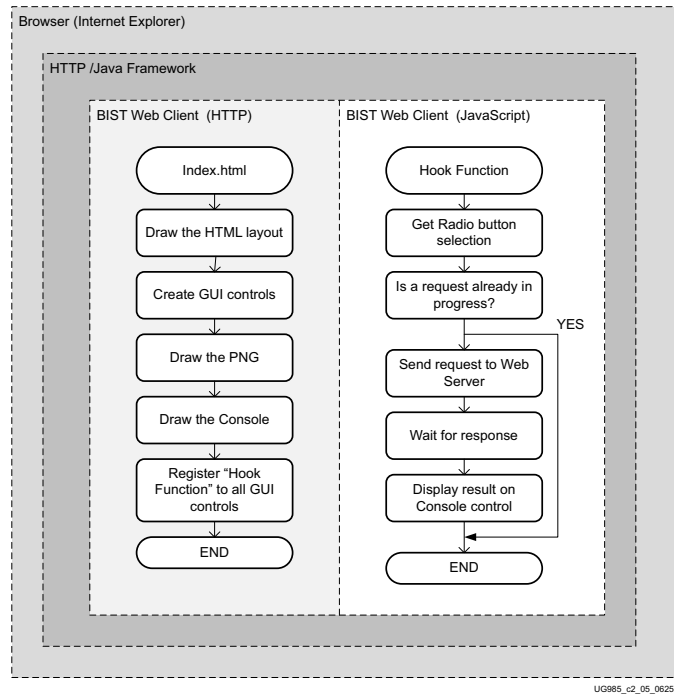 Browser (Internet Explorer)
HTTP /Java Framework
BIST Web Client (HTTP)
Index.html
Draw the HTML layout
Create GUI controls
Draw the PNG
Draw the Console
Register “Hook
Function” to all GUI
controls
END
BIST Web Client (JavaScript)
Hook Function
Get Radio button
selection
Is a request already in
progress?
YES
Send request to Web
Server
Wait for response
Display result on
Console control
END
UG985_c2_05_0625